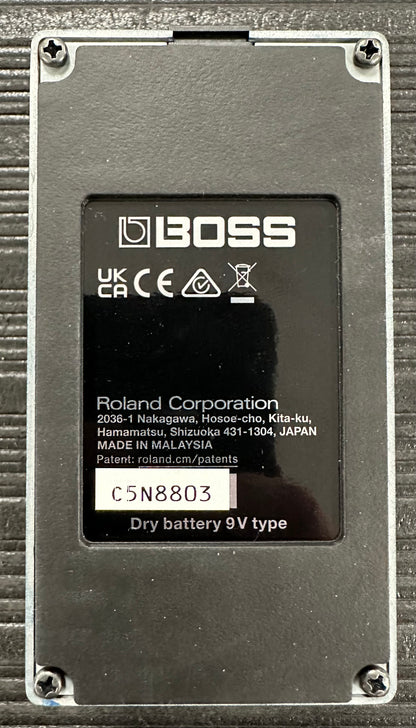 BOSS
UK
CA CE
Roland Corporation
2036-1 Nakagawa, Hosoe-cho, Kita-ku,
Hamamatsu, Shizuoka 431-1304, JAPAN
MADE IN MALAYSIA
Patent: roland.cm/patents
C5N8803
Dry battery 9V type